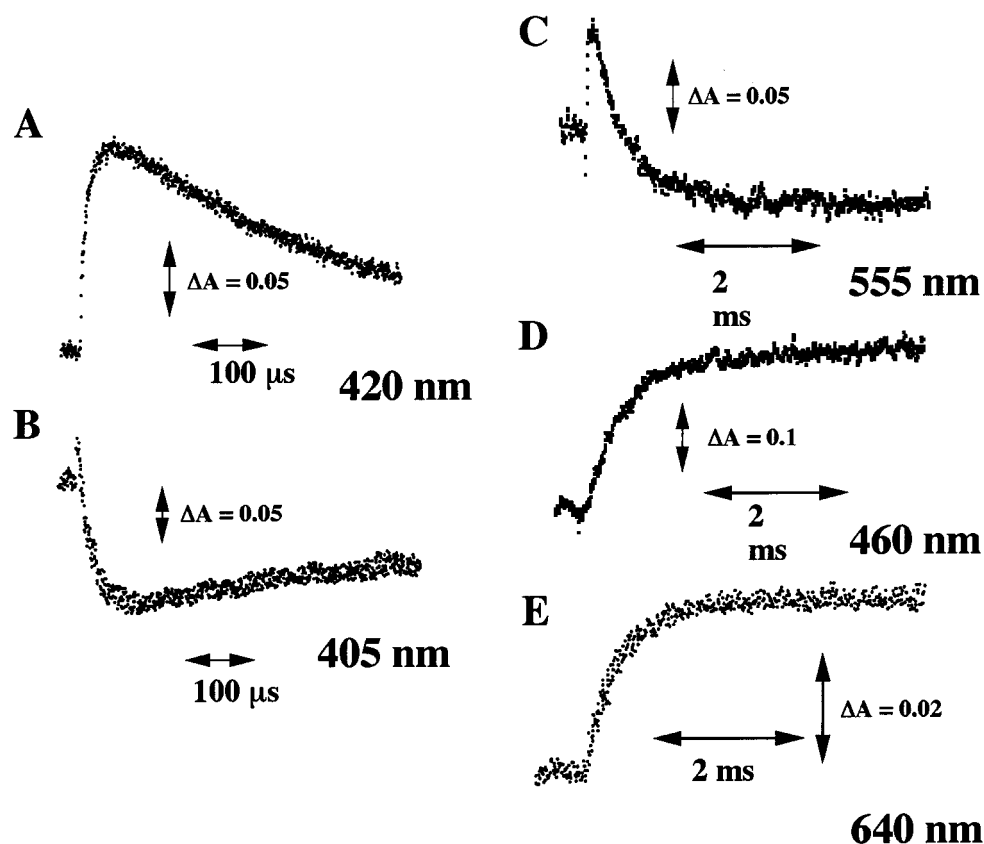 A
ΔA = 0.05
100 μs
420 nm
B
ΔA = 0.05
405 nm
100 μs
C
ΔA = 0.05
2
ms
555 nm
D
ΔA = 0.1
2
ms
460 nm
E
ΔA = 0.02
2 ms
640 nm